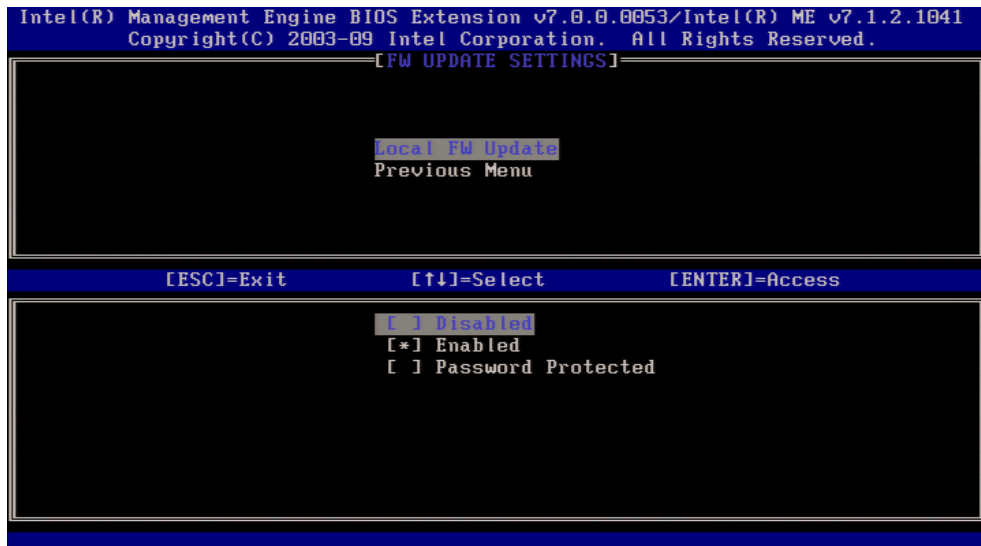 Intel(R) Management Engine BIOS Extension v7.0.0.0053/Intel(R) ME v7.1.2.1041
Copyright(C) 2003-09 Intel Corporation. All Rights Reserved.
[FW UPDATE SETTINGS]
Local FW Update
Previous Menu
[ESC]=Exit [↑↓]=Select [ENTER]=Access
[ ] Disabled
[*] Enabled
[ ] Password Protected